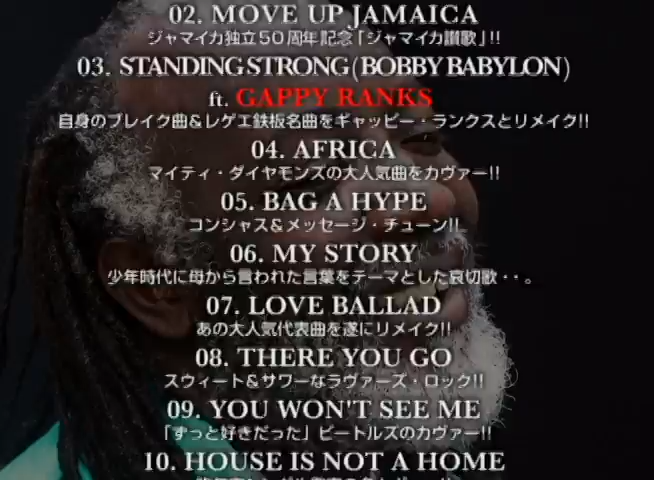 02. MOVE UP JAMAICA
ジャマイカ独立50周年記念「ジャマイカ讃歌」!!
03. STANDING STRONG (BOBBY BABYLON)
ft. GAPPY RANKS
自身のブレイク曲&レゲエ鉄板名曲をギャッピー・ランクスとリメイク!!
04. AFRICA
マイティ・ダイヤモンズの大人気曲をカヴァー!!
05. BAG A HYPE
コンシャス&メッセージ・チューン!!
06. MY STORY
少年時代に母から言われた言葉をテーマとした哀切歌・・。
07. LOVE BALLAD
あの大人気代表曲を遂にリメイク!!
08. THERE YOU GO
スウィート&サワーなラヴァーズ・ロック!!
09. YOU WON'T SEE ME
「ずっと好きだった」ビートルズのカヴァー!!
10. HOUSE IS NOT A HOME